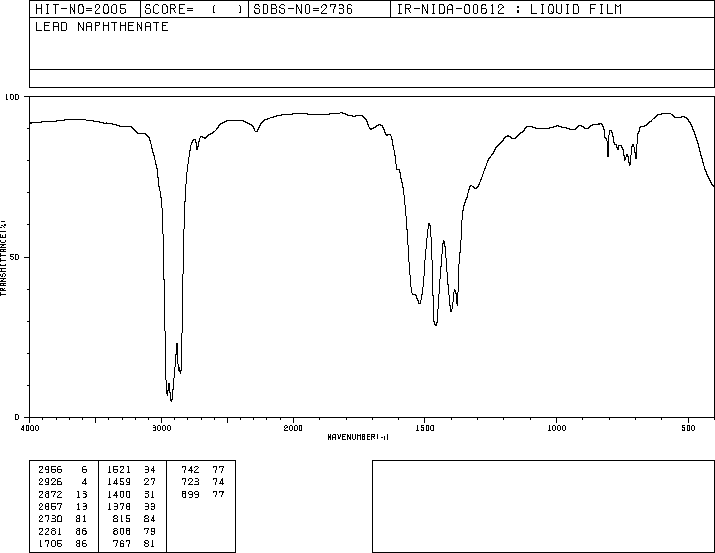 HIT-NO=2005 SCORE= ( ) SDBS-NO=2736 IR-NIDA-00612 : LIQUID FILM
LEAD NAPHTHENATE
100
50
0
TRANSMITTANCE(%)
4000 3000 2000 1500 1000 500
WAVENUMBER(-1)
2956 6 1521 34 742 77
2926 4 1459 27 723 74
2872 13 1400 31 699 77
2857 13 1378 33
2730 81 815 84
2281 86 808 79
1706 86 767 81